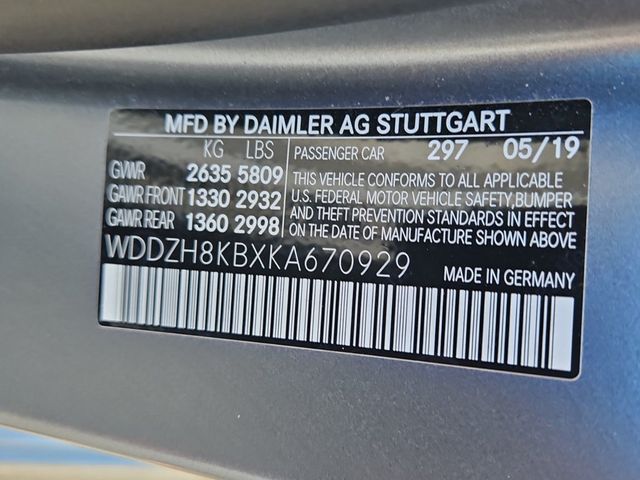 MFD BY DAIMLER AG STUTTGART
KG LBS
GVWR 2635 5809
GAWR FRONT 1330 2932
GAWR REAR 1360 2998
PASSENGER CAR 297 05/19
THIS VEHICLE CONFORMS TO ALL APPLICABLE
U.S. FEDERAL MOTOR VEHICLE SAFETY,BUMPER
AND THEFT PREVENTION STANDARDS IN EFFECT
ON THE DATE OF MANUFACTURE SHOWN ABOVE
WDDZH8KBXKA670929
MADE IN GERMANY